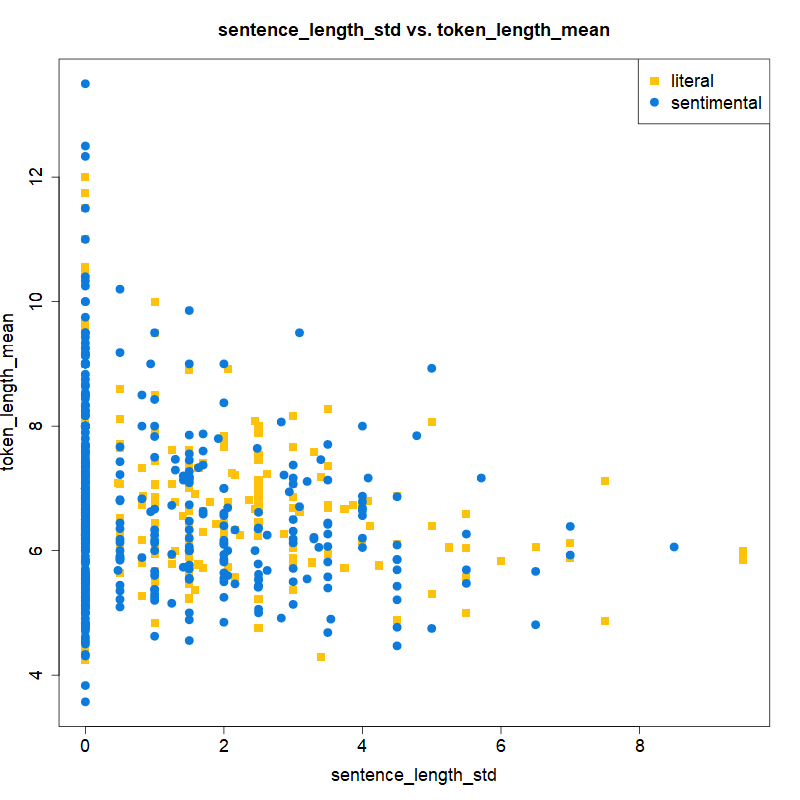 sentence_length_std vs. token_length_mean
literal
sentimental
token_length_mean
12
10
8
6
4
0
2
4
6
8
sentence_length_std